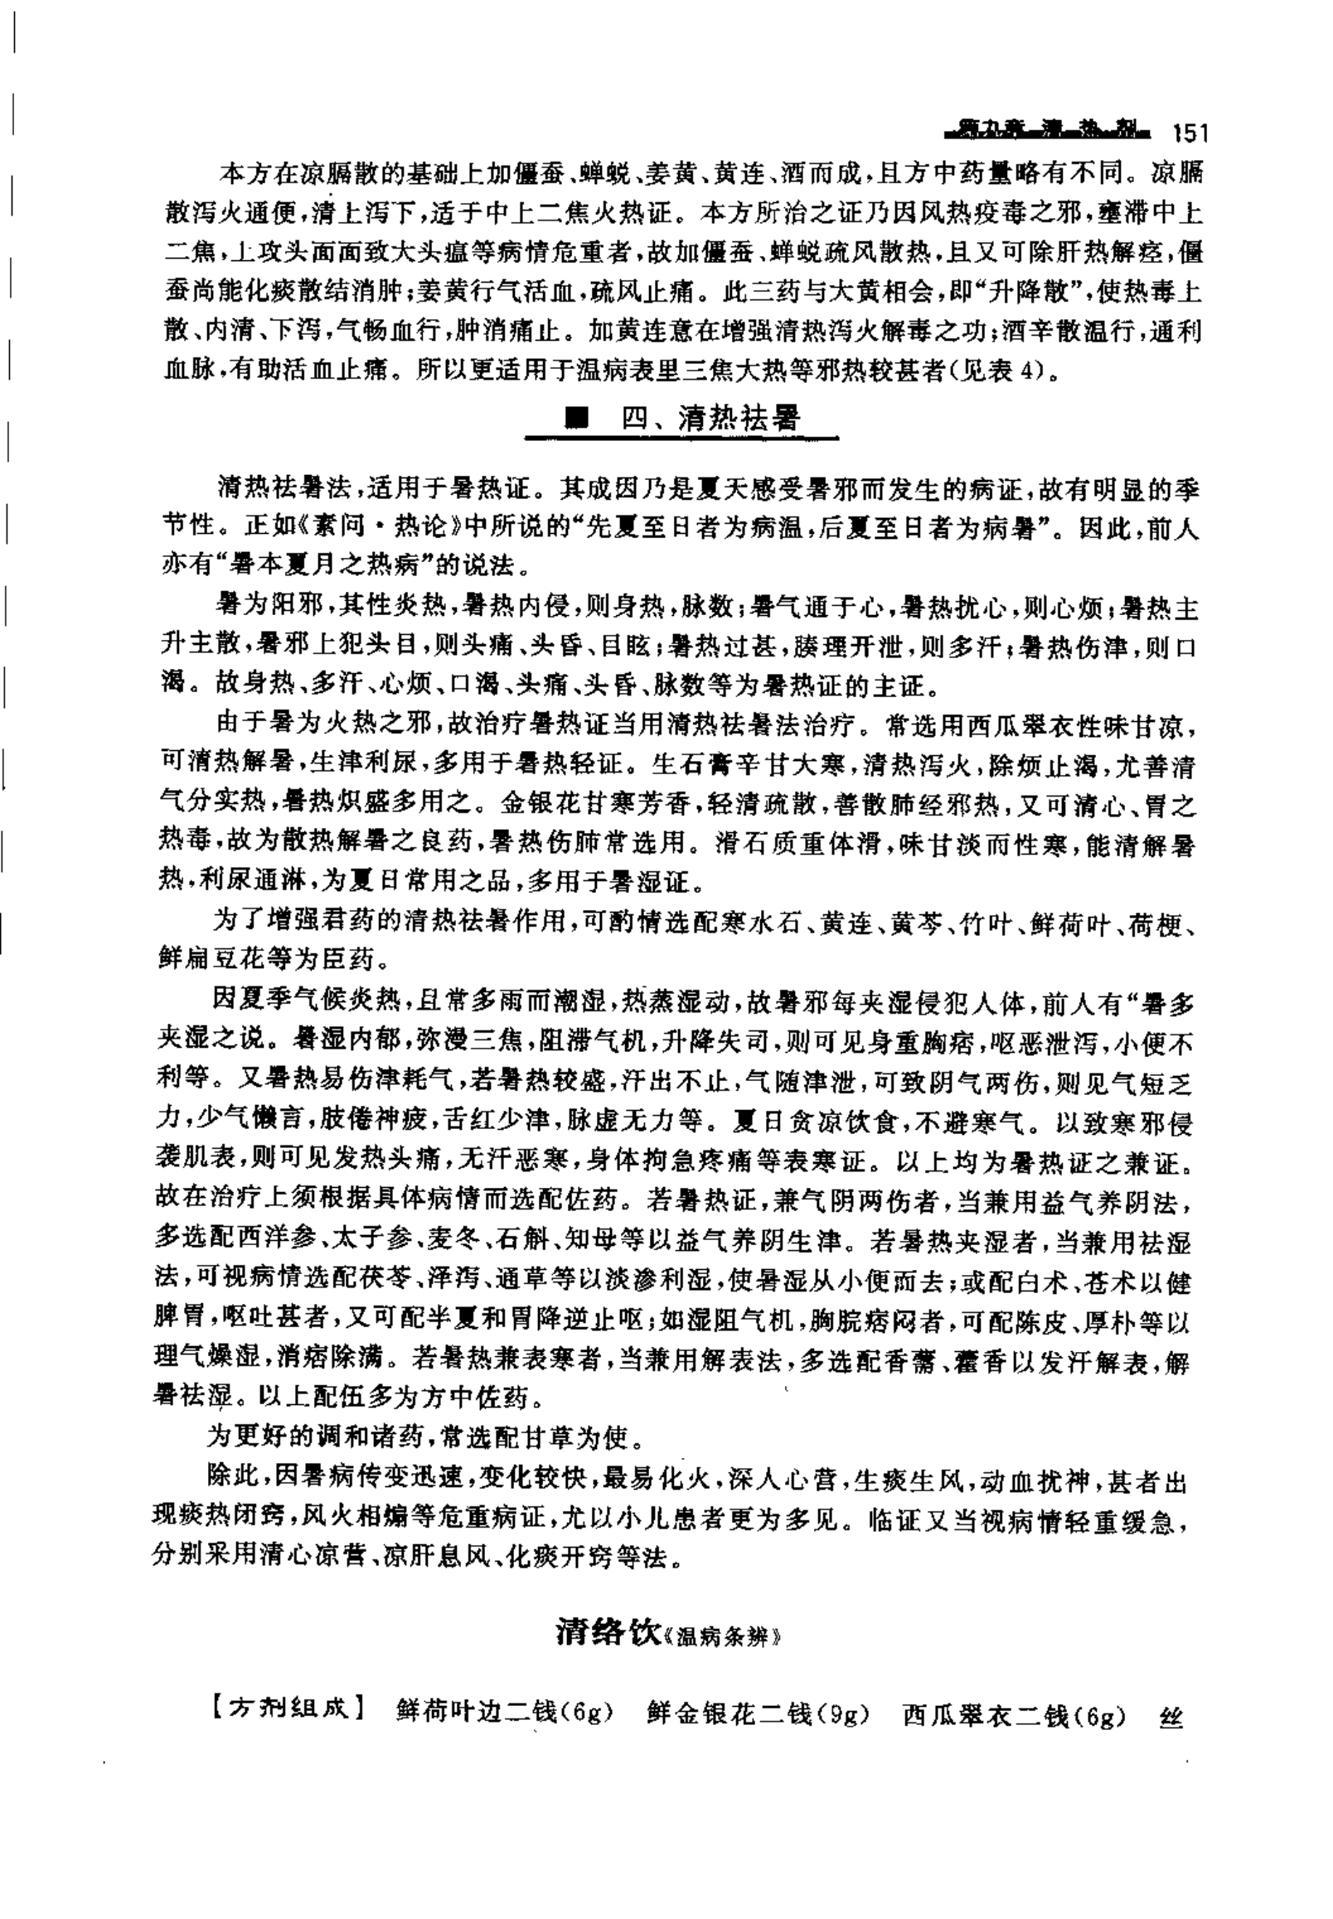 第九章 清热剂 151
本方在凉膈散的基础上加僵蚕、蝉蜕、姜黄、黄连、酒而成,且方中药量略有不同。凉膈
散泻火通便,清上泻下,适于中上二焦火热证。本方所治之证乃因风热疫毒之邪,壅滞中上
二焦,上攻头面面致大头瘟等病情危重者,故加僵蚕、蝉蜕疏风散热,且又可除肝热解痉,僵
蚕尚能化痰散结消肿;姜黄行气活血,疏风止痛。此三药与大黄相会,即“升降散”,使热毒上
散、内清、下泻,气畅血行,肿消痛止。加黄连意在增强清热泻火解毒之功;酒辛散温行,通利
血脉,有助活血止痛。所以更适用于温病表里三焦大热等邪热较甚者(见表4)。
■ 四、清热祛暑
清热祛暑法,适用于暑热证。其成因乃是夏天感受暑邪而发生的病证,故有明显的季
节性。正如《素问·热论》中所说的“先夏至日者为病温,后夏至日者为病暑”。因此,前人
亦有“暑本夏月之热病”的说法。
暑为阳邪,其性炎热,暑热内侵,则身热,脉数;暑气通于心,暑热扰心,则心烦;暑热主
升主散,暑邪上犯头目,则头痛、头昏、目眩;暑热过甚,腠理开泄,则多汗;暑热伤津,则口
渴。故身热、多汗、心烦、口渴、头痛、头昏、脉数等为暑热证的主证。
由于暑为火热之邪,故治疗暑热证当用清热祛暑法治疗。常选用西瓜翠衣性味甘凉,
可清热解暑,生津利尿,多用于暑热轻证。生石膏辛甘大寒,清热泻火,除烦止渴,尤善清
气分实热,暑热炽盛多用之。金银花甘寒芳香,轻清疏散,善散肺经邪热,又可清心、胃之
热毒,故为散热解暑之良药,暑热伤肺常选用。滑石质重体滑,味甘淡而性寒,能清解暑
热,利尿通淋,为夏日常用之品,多用于暑湿证。
为了增强君药的清热祛暑作用,可酌情选配寒水石、黄连、黄芩、竹叶、鲜荷叶、荷梗、
鲜扁豆花等为臣药。
因夏季气候炎热,且常多雨而潮湿,热蒸湿动,故暑邪每夹湿侵犯人体,前人有“暑多
夹湿之说。暑湿内郁,弥漫三焦,阻滞气机,升降失司,则可见身重胸痞,呕恶泄泻,小便不
利等。又暑热易伤津耗气,若暑热较盛,汗出不止,气随津泄,可致阴气两伤,则见气短乏
力,少气懒言,肢倦神疲,舌红少津,脉虚无力等。夏日贪凉饮食,不避寒气。以致寒邪侵
袭肌表,则可见发热头痛,无汗恶寒,身体拘急疼痛等表寒证。以上均为暑热证之兼证。
故在治疗上须根据具体病情而选配佐药。若暑热证,兼气阴两伤者,当兼用益气养阴法,
多选配西洋参、太子参、麦冬、石斛、知母等以益气养阴生津。若暑热夹湿者,当兼用祛湿
法,可视病情选配茯苓、泽泻、通草等以淡渗利湿,使暑湿从小便而去;或配白术、苍术以健
脾胃,呕吐甚者,又可配半夏和胃降逆止呕;如湿阻气机,胸脘痞闷者,可配陈皮、厚朴等以
理气燥湿,消痞除满。若暑热兼表寒者,当兼用解表法,多选配香薷、藿香以发汗解表,解
暑祛湿。以上配伍多为方中佐药。
为更好的调和诸药,常选配甘草为使。
除此,因暑病传变迅速,变化较快,最易化火,深人心营,生痰生风,动血扰神,甚者出
现痰热闭窍,风火相煽等危重病证,尤以小儿患者更为多见。临证又当视病情轻重缓急,
分别采用清心凉营、凉肝息风、化痰开窍等法。
清络饮《温病条辨》
【方剂组成】 鲜荷叶边二钱(6g) 鲜金银花二钱(9g) 西瓜翠衣二钱(6g) 丝